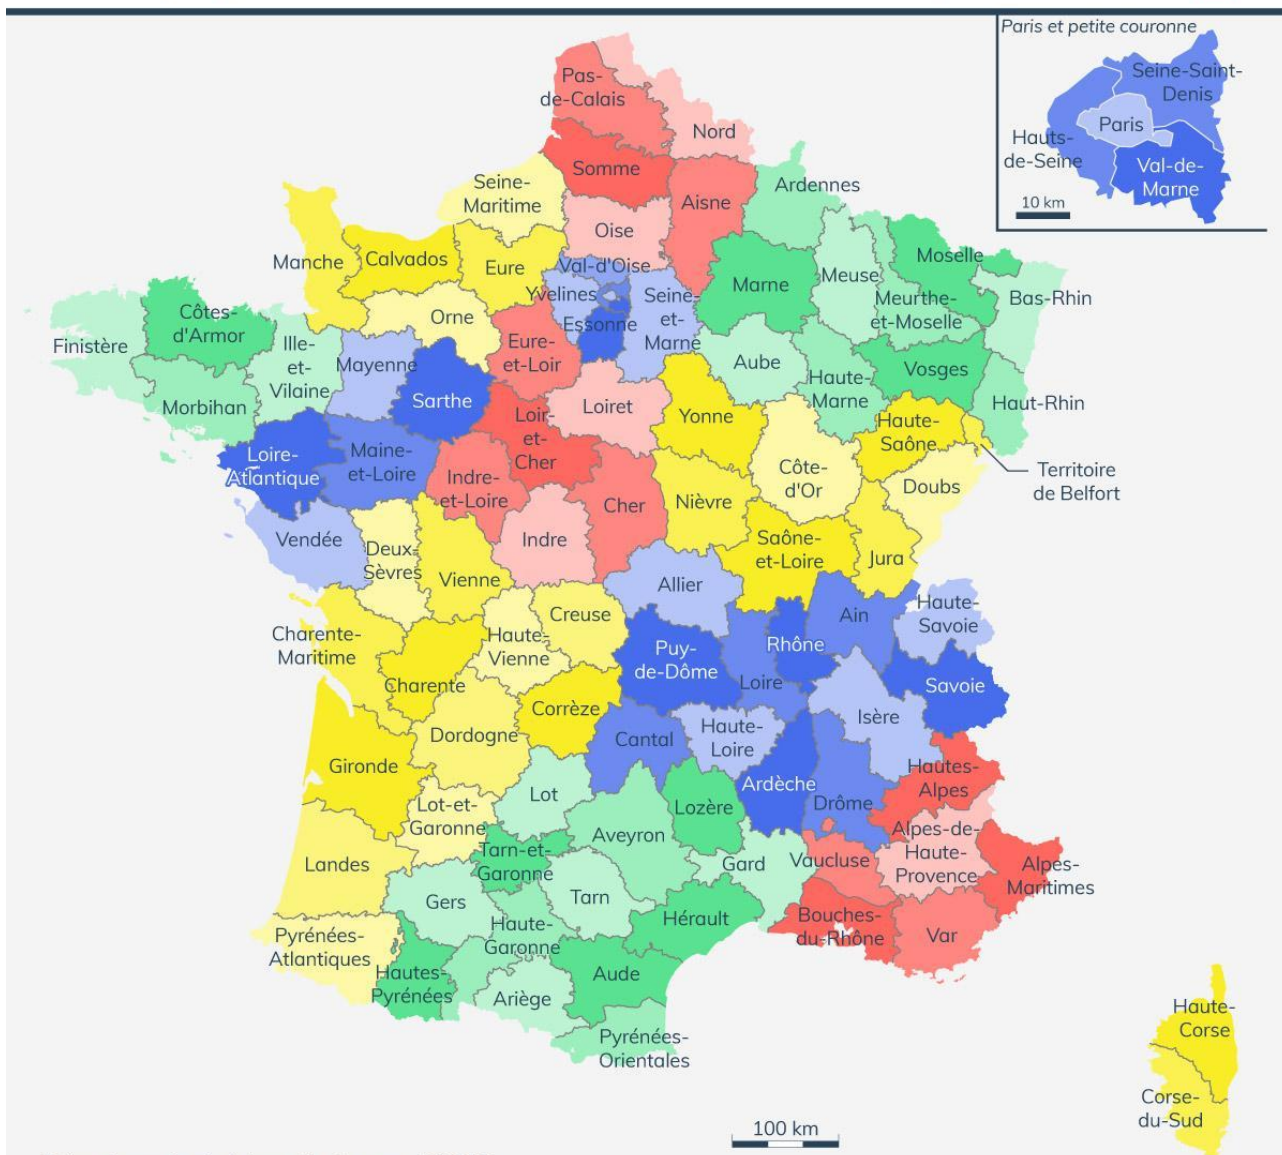 Paris et petite couronne
Seine-Saint-
Denis
Paris
Hauts-
de-Seine
Val-de-
Marne
10 km
Pas-
de-Calais
Nord
Somme
Aisne
Ardennes
Seine-
Maritime
Oise
Manche
Calvados
Eure
Val-d'Oise
Yvelines
Essonne
Seine-
et-
Marne
Marne
Meuse
Moselle
Meurthe-
et-Moselle
Bas-Rhin
Finistère
Côtes-
d'Armor
Ille-
et-
Vilaine
Morbihan
Orne
Mayenne
Sarthe
Eure-
et-Loir
Loiret
Aube
Haute-
Marne
Vosges
Haut-Rhin
Loire-
Atlantique
Maine-
et-Loire
Loir-
et-
Cher
Yonne
Côte-
d'Or
Haute-
Saône
Territoire
de Belfort
Doubs
Indre-
et-Loire
Cher
Nièvre
Vendée
Deux-
Sèvres
Vienne
Indre
Saône-
et-Loire
Jura
Allier
Charente-
Maritime
Charente
Haute-
Vienne
Creuse
Puy-
de-Dôme
Loire
Rhône
Ain
Haute-
Savoie
Savoie
Isère
Corrèze
Dordogne
Gironde
Cantal
Haute-
Loire
Ardèche
Drôme
Hautes-
Alpes
Lot-et-
Garonne
Lot
Aveyron
Lozère
Gard
Vaucluse
Alpes-de-
Haute-
Provence
Alpes-
Maritimes
Landes
Tarn-et-
Garonne
Tarn
Gers
Haute-
Garonne
Hérault
Bouches-
du-Rhône
Var
Pyrénées-
Atlantiques
Hautes-
Pyrénées
Ariège
Aude
Pyrénées-
Orientales
Haute-
Corse
Corse-
du-Sud
100 km